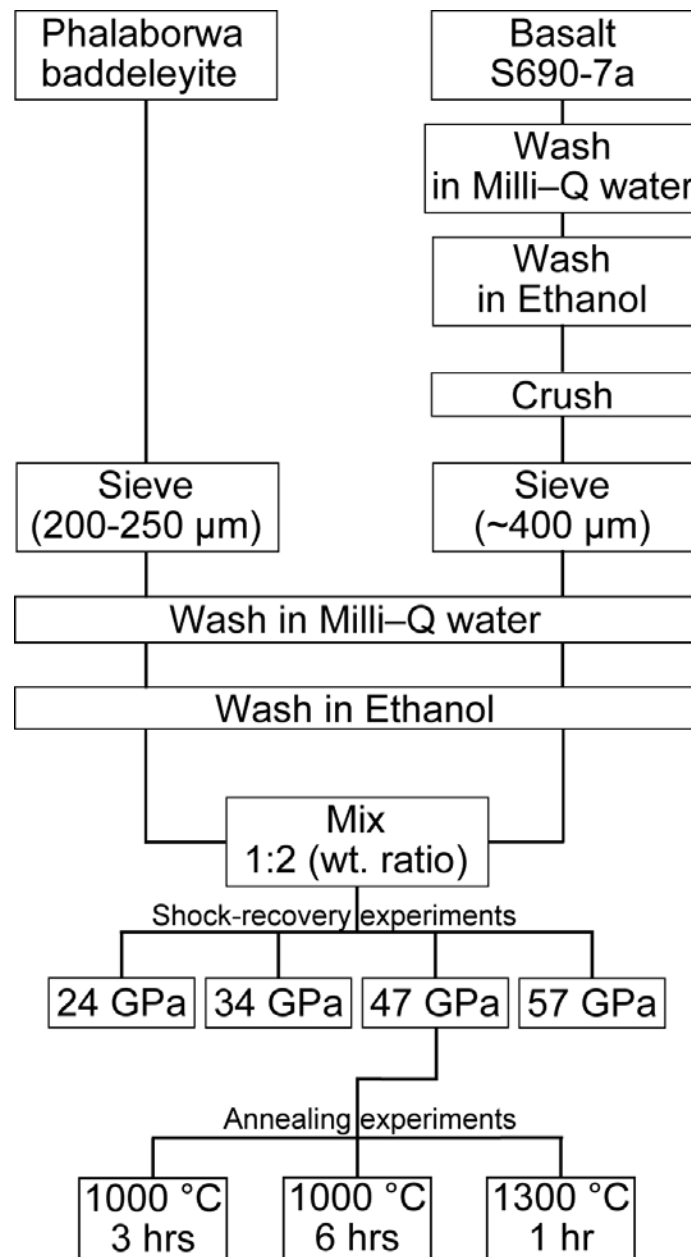 Phalaborwa
baddeleyite
Basalt
S690-7a
Wash
in Milli–Q water
Wash
in Ethanol
Crush
Sieve
(200-250 µm)
Sieve
(~400 µm)
Wash in Milli–Q water
Wash in Ethanol
Mix
1:2 (wt. ratio)
Shock-recovery experiments
24 GPa
34 GPa
47 GPa
57 GPa
Annealing experiments
1000 °C
3 hrs
1000 °C
6 hrs
1300 °C
1 hr